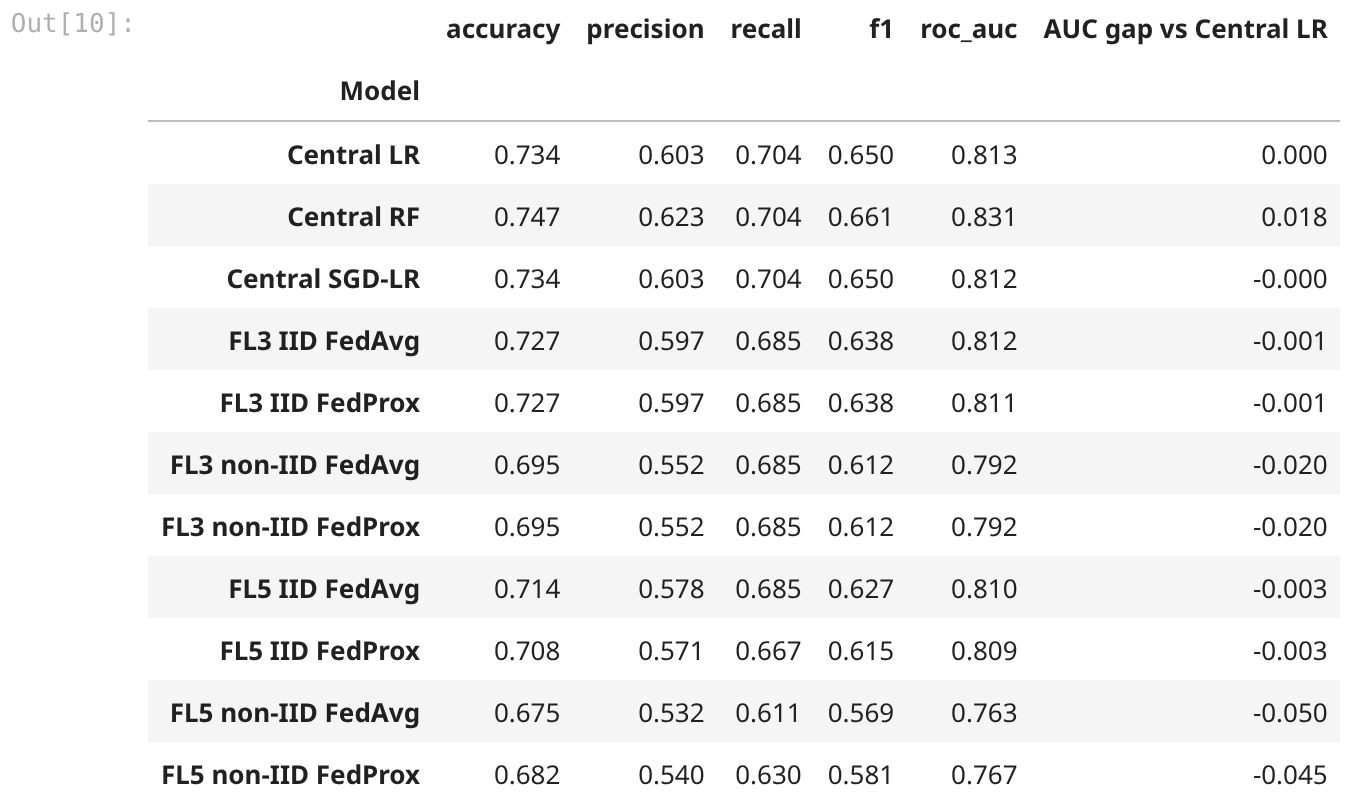 Out[10]:
accuracy precision recall f1 roc_auc AUC gap vs Central LR
Model
Central LR 0.734 0.603 0.704 0.650 0.813 0.000
Central RF 0.747 0.623 0.704 0.661 0.831 0.018
Central SGD-LR 0.734 0.603 0.704 0.650 0.812 -0.000
FL3 IID FedAvg 0.727 0.597 0.685 0.638 0.812 -0.001
FL3 IID FedProx 0.727 0.597 0.685 0.638 0.811 -0.001
FL3 non-IID FedAvg 0.695 0.552 0.685 0.612 0.792 -0.020
FL3 non-IID FedProx 0.695 0.552 0.685 0.612 0.792 -0.020
FL5 IID FedAvg 0.714 0.578 0.685 0.627 0.810 -0.003
FL5 IID FedProx 0.708 0.571 0.667 0.615 0.809 -0.003
FL5 non-IID FedAvg 0.675 0.532 0.611 0.569 0.763 -0.050
FL5 non-IID FedProx 0.682 0.540 0.630 0.581 0.767 -0.045